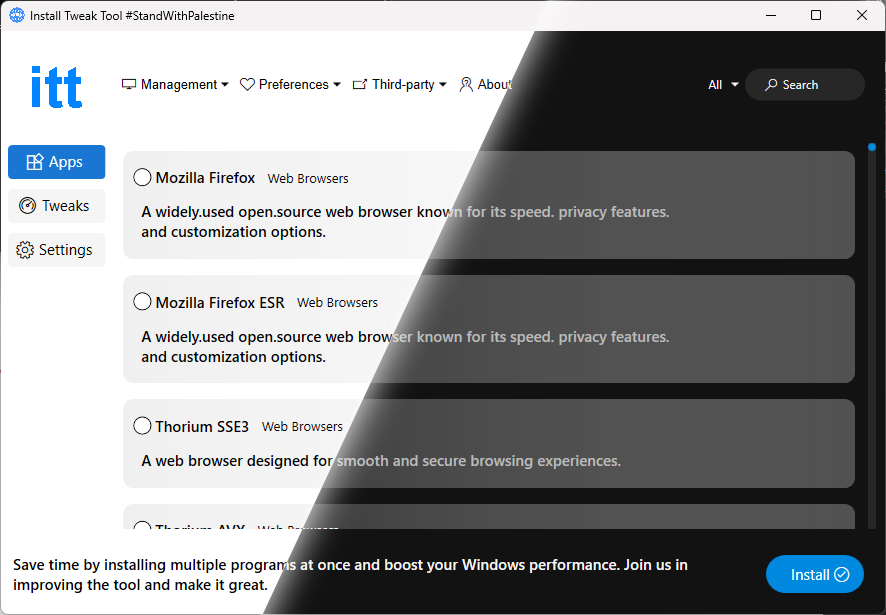 Install Tweak Tool #StandWithPalestine
itt
Management
Preferences
Third-party
About
All
Search
Apps
Tweaks
Settings
Mozilla Firefox Web Browsers
A widely.used open.source web browser known for its speed. privacy features.
and customization options.
Mozilla Firefox ESR Web Browsers
A widely.used open.source web browser known for its speed. privacy features.
and customization options.
Thorium SSE3 Web Browsers
A web browser designed for smooth and secure browsing experiences.
Thorium AVX Web Browsers
Save time by installing multiple programs at once and boost your Windows performance. Join us in
improving the tool and make it great.
Install